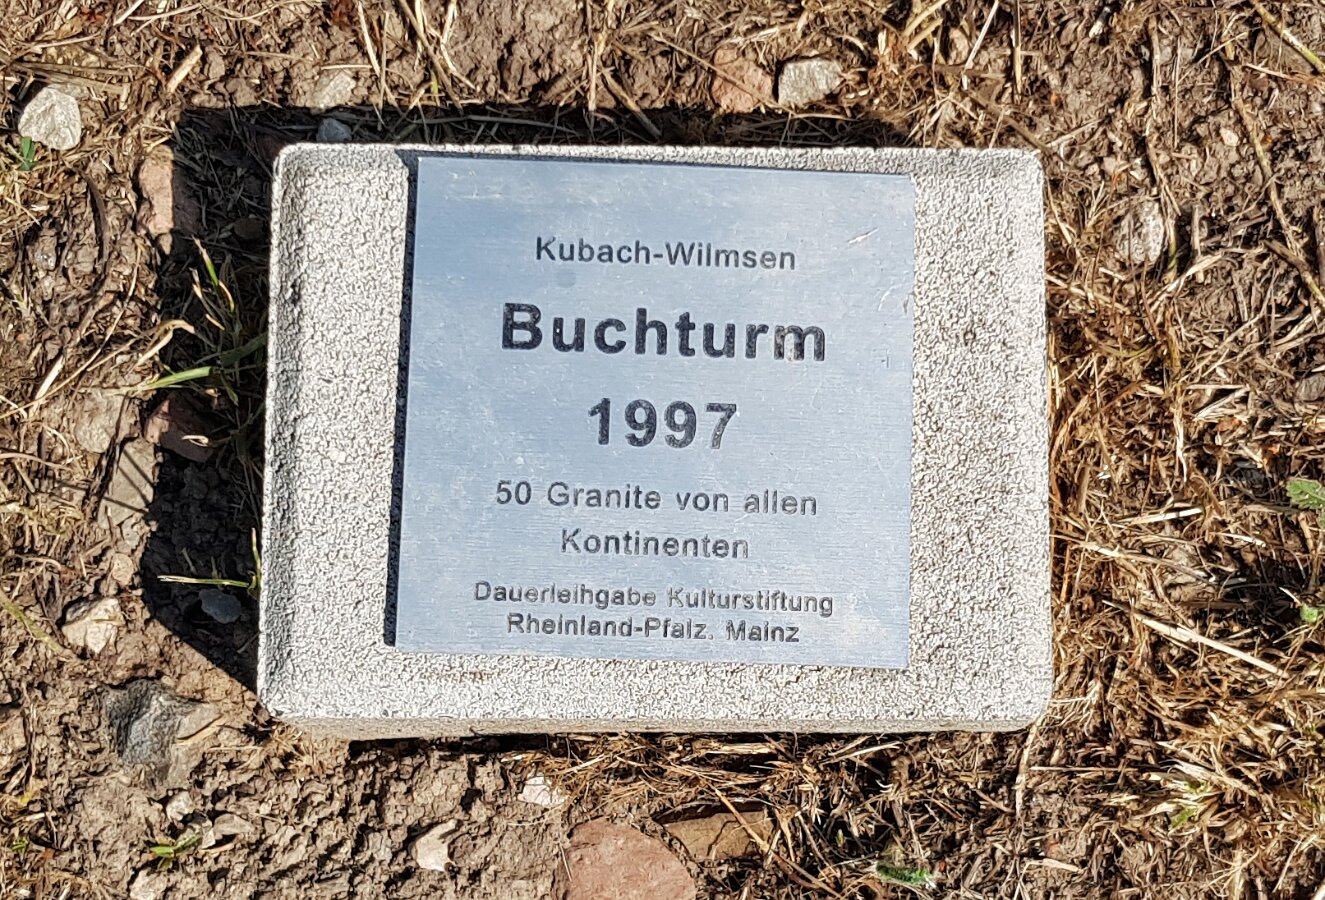 Kubach-Wilmsen
Buchturm
1997
50 Granite von allen
Kontinenten
Dauerleihgabe Kulturstiftung
Rheinland-Pfalz. Mainz